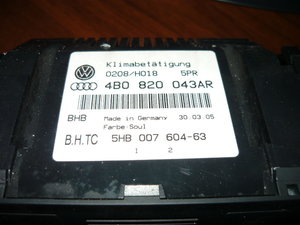 Klimabetätigung
0208/H018 5PR
4B0 820 043AR
BHB Made in Germany 30.03.05
Farbe Soul
B.H.TC 5HB 007 604-63
1 2